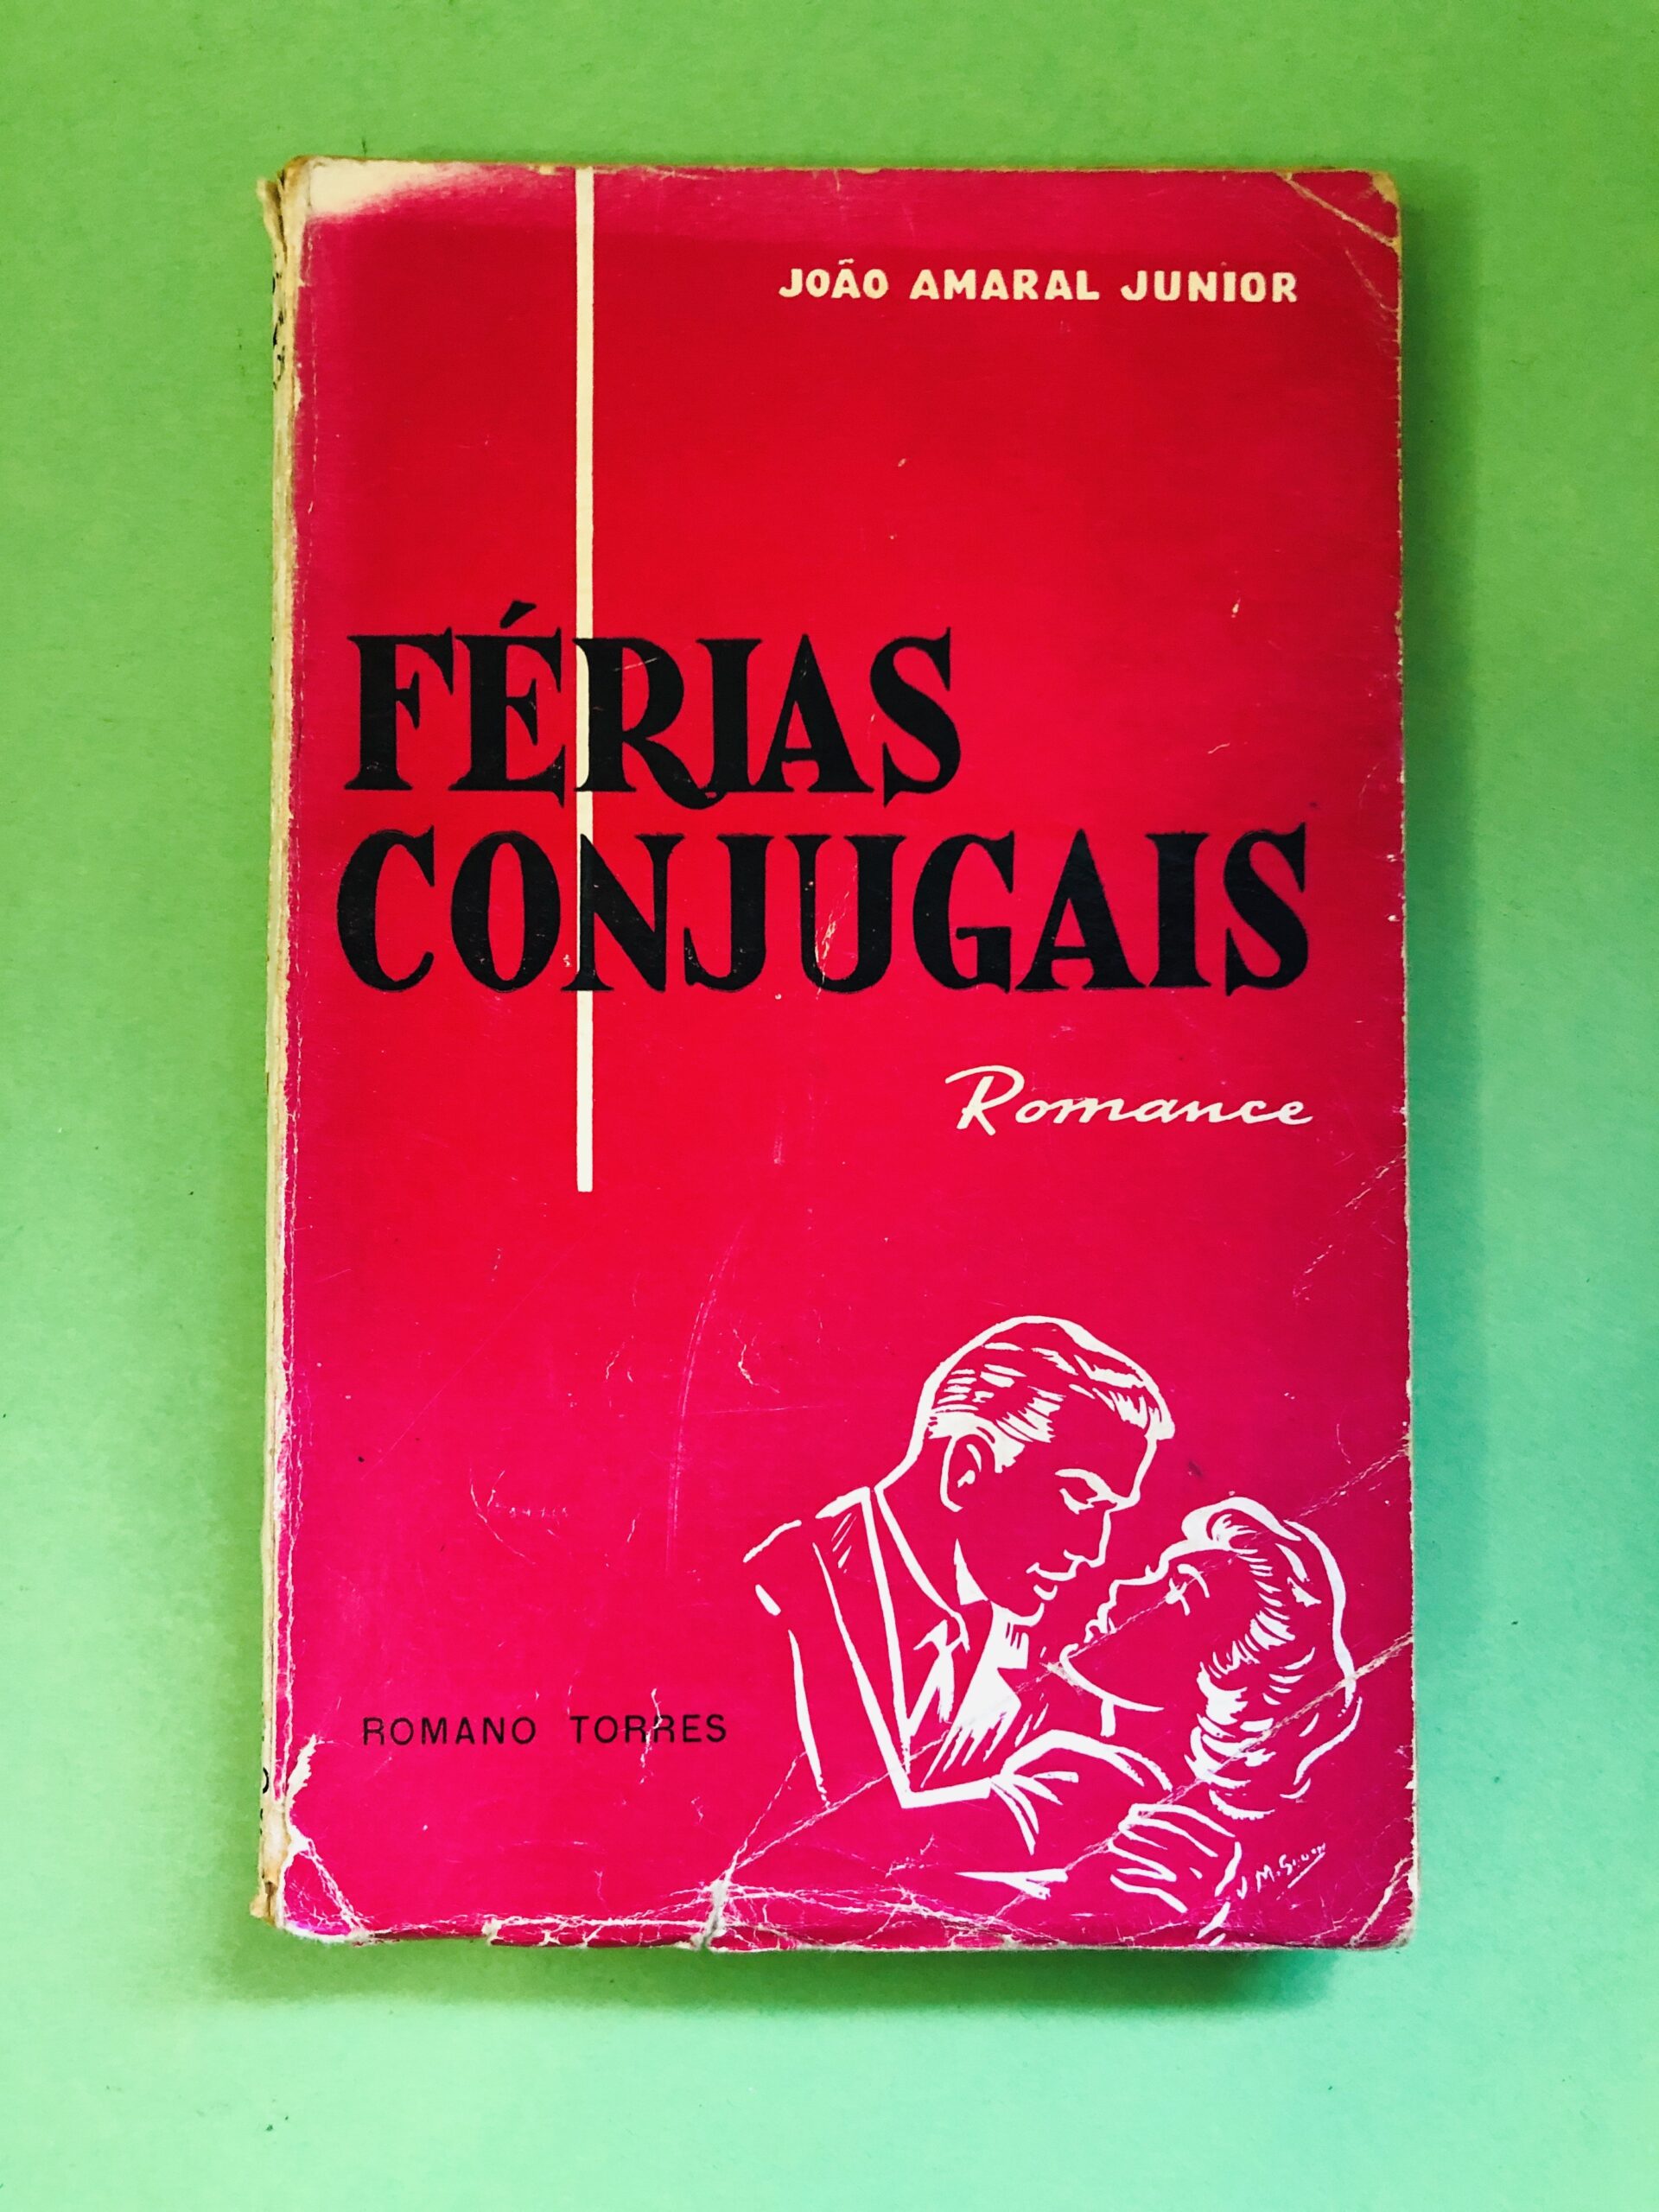 JOÃO AMARAL JUNIOR
FÉRIAS
CONJUGAIS
Romance
ROMANO TORRES